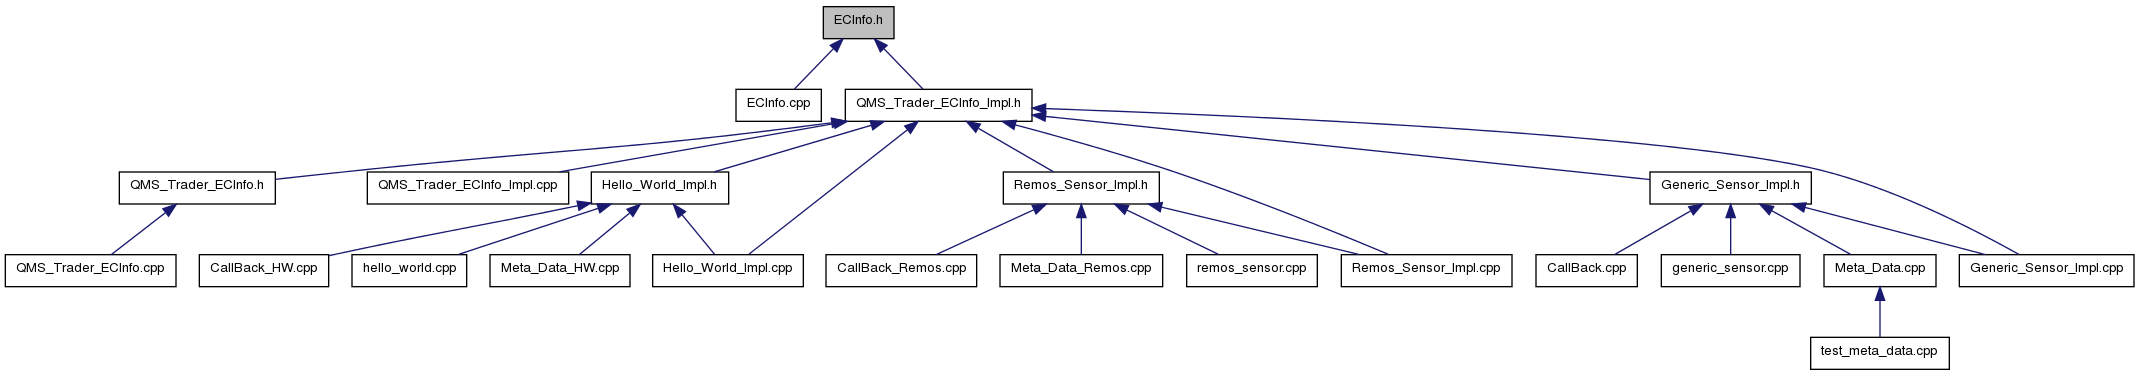 ECInfo.h
ECInfo.cpp
QMS_Trader_ECInfo_Impl.h
QMS_Trader_ECInfo.h
QMS_Trader_ECInfo_Impl.cpp
Hello_World_Impl.h
Remos_Sensor_Impl.h
Generic_Sensor_Impl.h
QMS_Trader_ECInfo.cpp
CallBack_HW.cpp
hello_world.cpp
Meta_Data_HW.cpp
Hello_World_Impl.cpp
CallBack_Remos.cpp
Meta_Data_Remos.cpp
remos_sensor.cpp
Remos_Sensor_Impl.cpp
CallBack.cpp
generic_sensor.cpp
Meta_Data.cpp
Generic_Sensor_Impl.cpp
test_meta_data.cpp